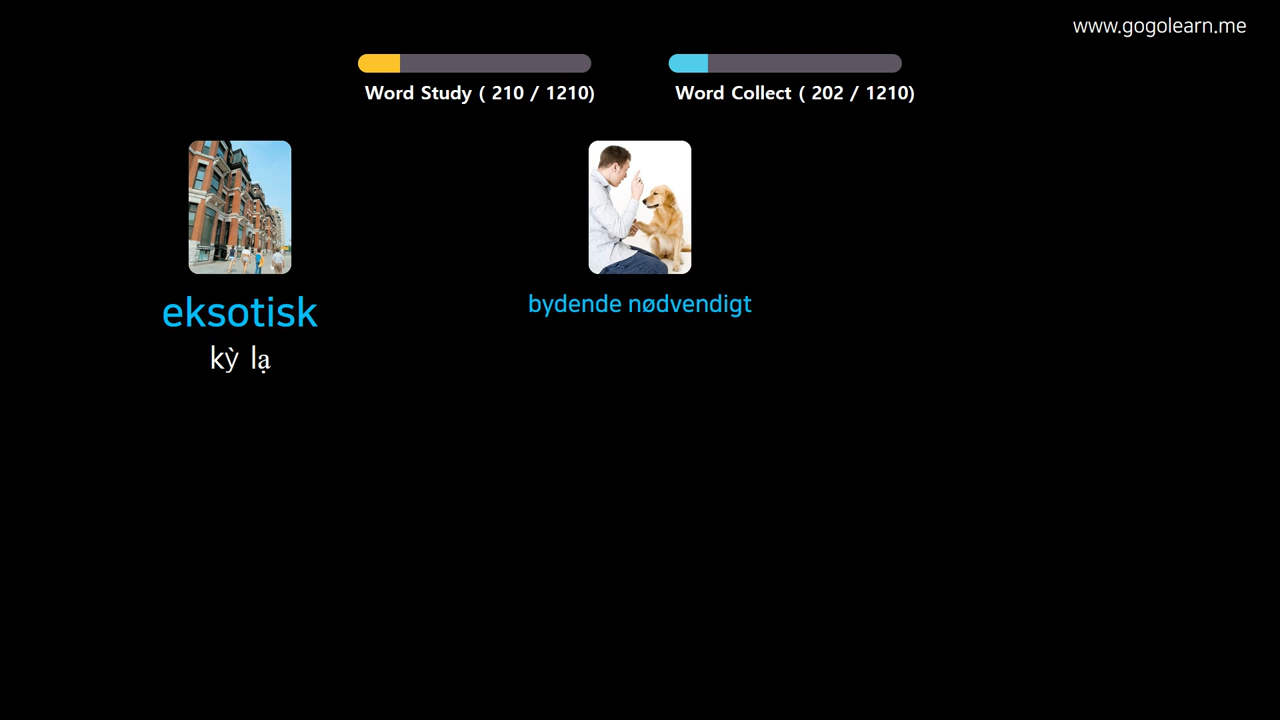 www.gogolearn.me
Word Study ( 210 / 1210)
Word Collect ( 202 / 1210)
eksotisk
kỳ lạ
bydende nødvendigt